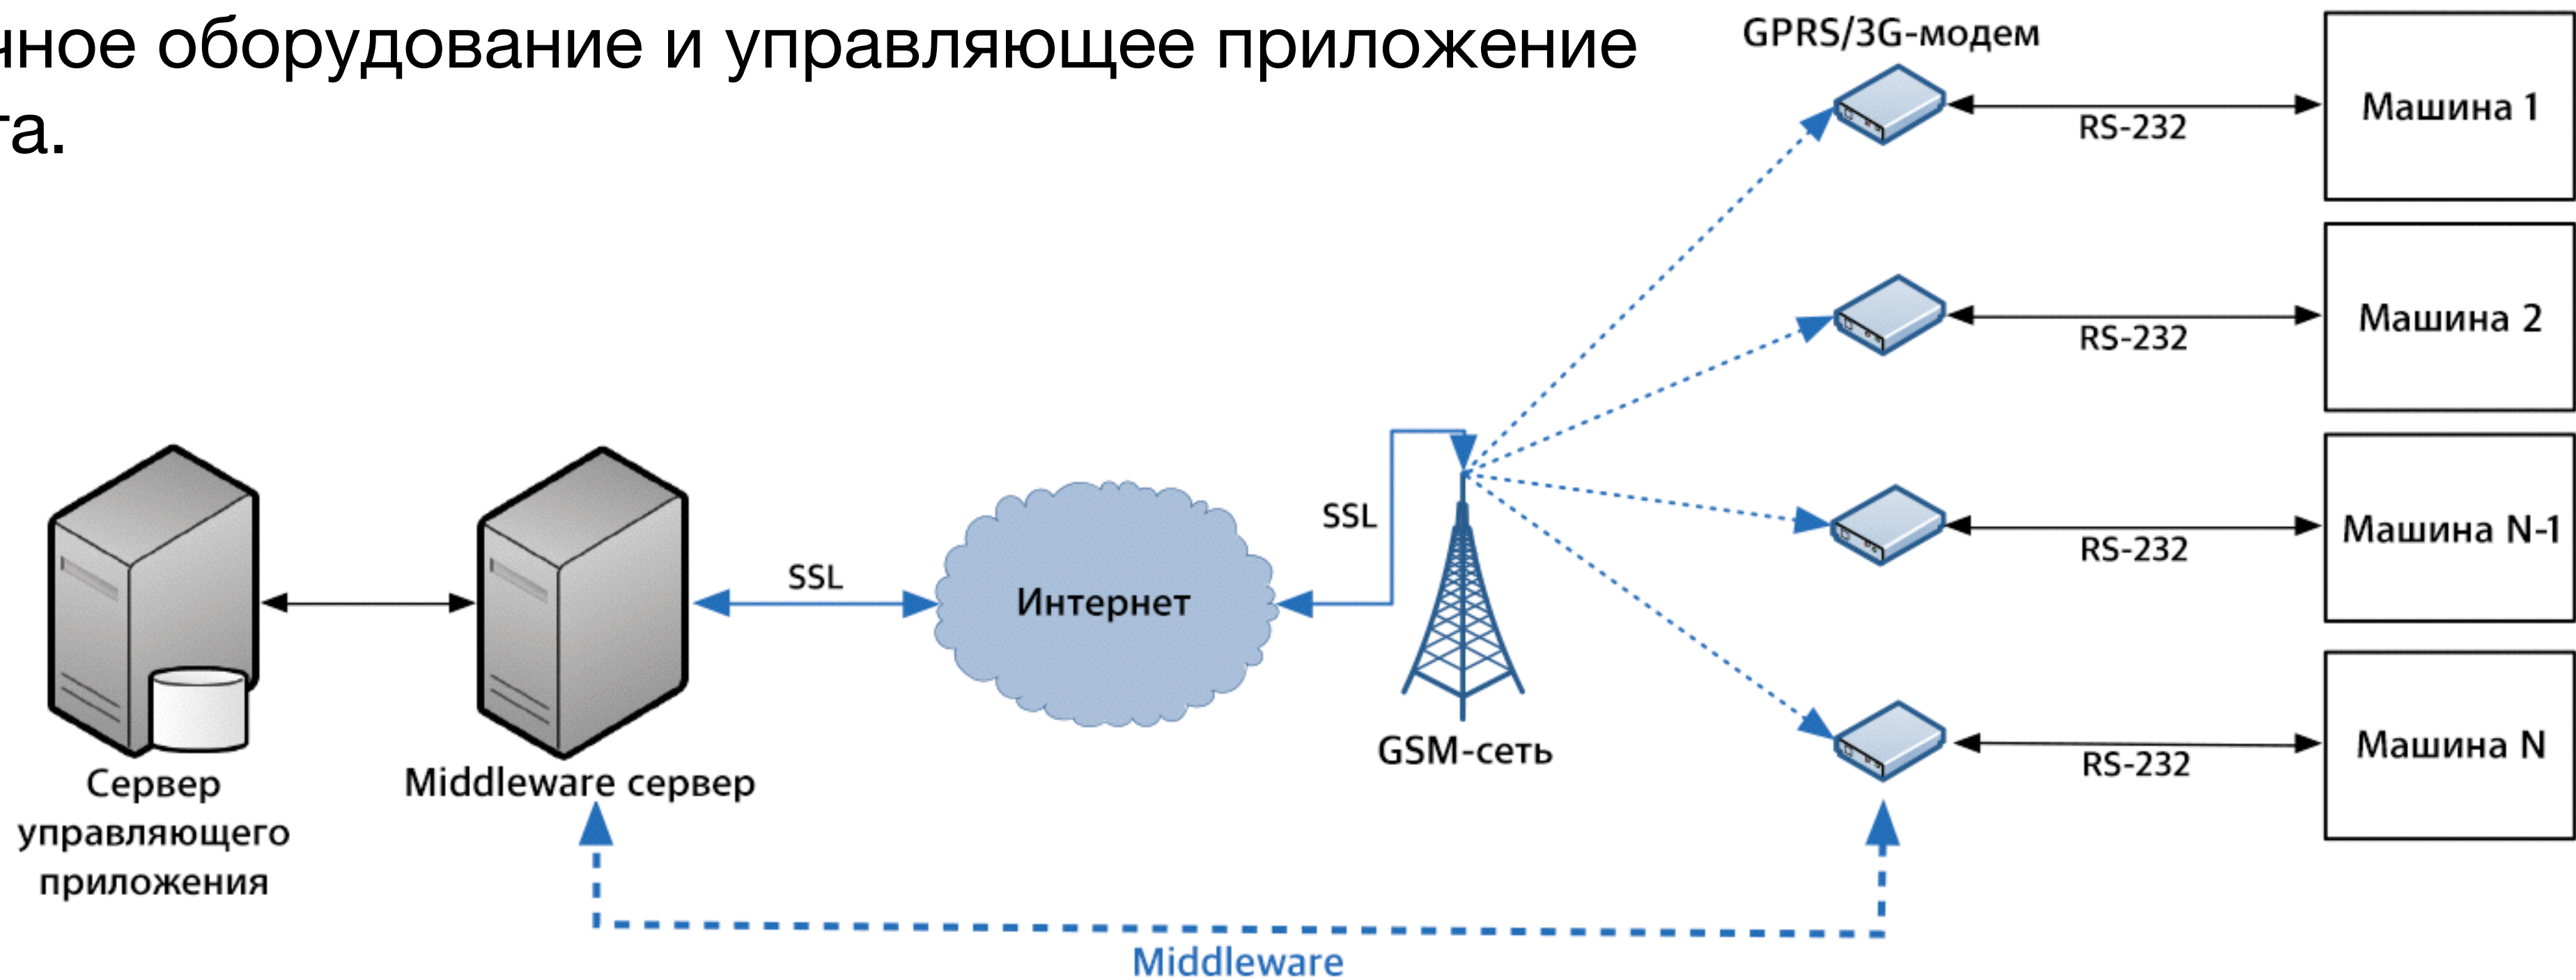 чное оборудование и управляющее приложение
та.
GPRS/3G-модем
RS-232
Машина 1
RS-232
Машина 2
RS-232
Машина N-1
RS-232
Машина N
SSL
Интернет
SSL
GSM-сеть
Сервер
управляющего
приложения
Middleware сервер
Middleware